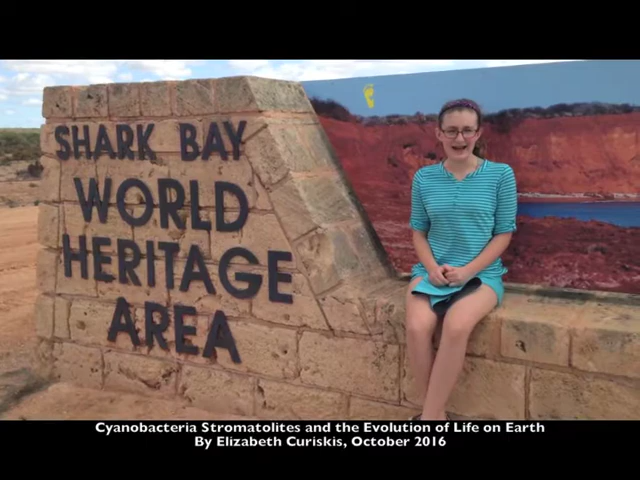 SHARK BAY
WORLD
HERITAGE
AREA
Cyanobacteria Stromatolites and the Evolution of Life on Earth
By Elizabeth Curiskis, October 2016